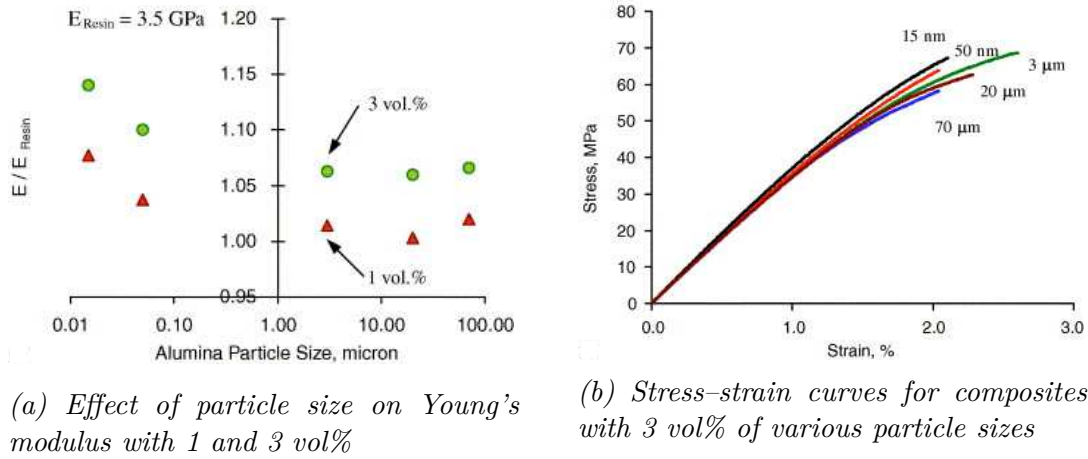 E Resin = 3.5 GPa
1.20
1.15
1.10
1.05
1.00
0.95
3 vol.%
1 vol.%
E / E Resin
0.01
0.10
1.00
10.00
100.00
Alumina Particle Size, micron
(a) Effect of particle size on Young's
modulus with 1 and 3 vol%
80
70
60
50
40
30
20
10
0
Stress, MPa
15 nm
50 nm
3 μm
20 μm
70 μm
0.0
1.0
2.0
3.0
Strain, %
(b) Stress–strain curves for composites
with 3 vol% of various particle sizes